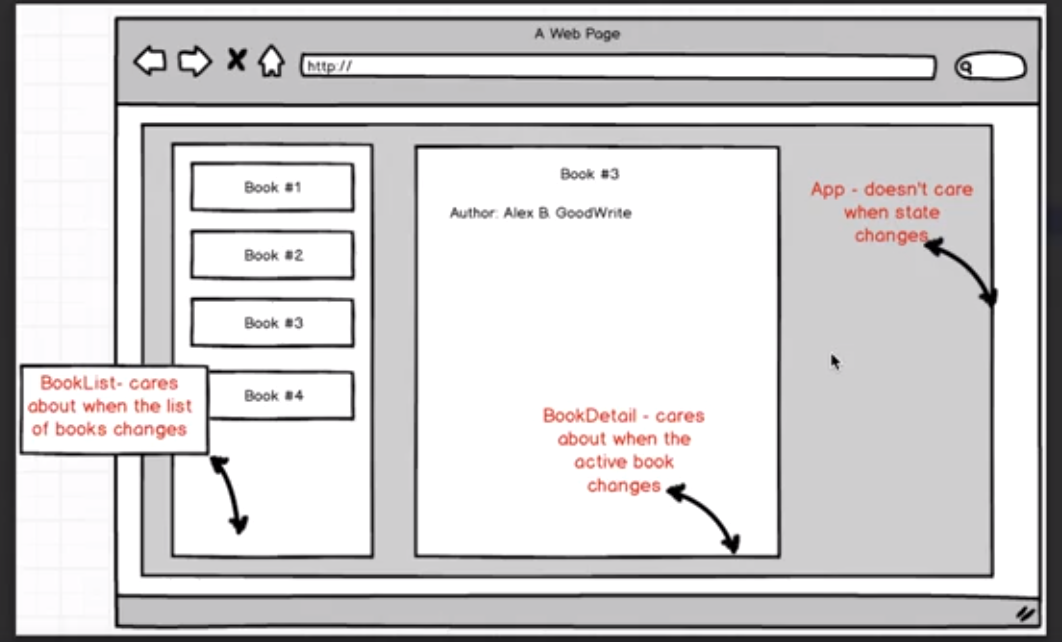 A Web Page
http://
Book #1
Book #2
Book #3
Book #4
BookList- cares
about when the list
of books changes
Book #3
Author: Alex B. GoodWrite
BookDetail - cares
about when the
active book
changes
App - doesn't care
when state
changes